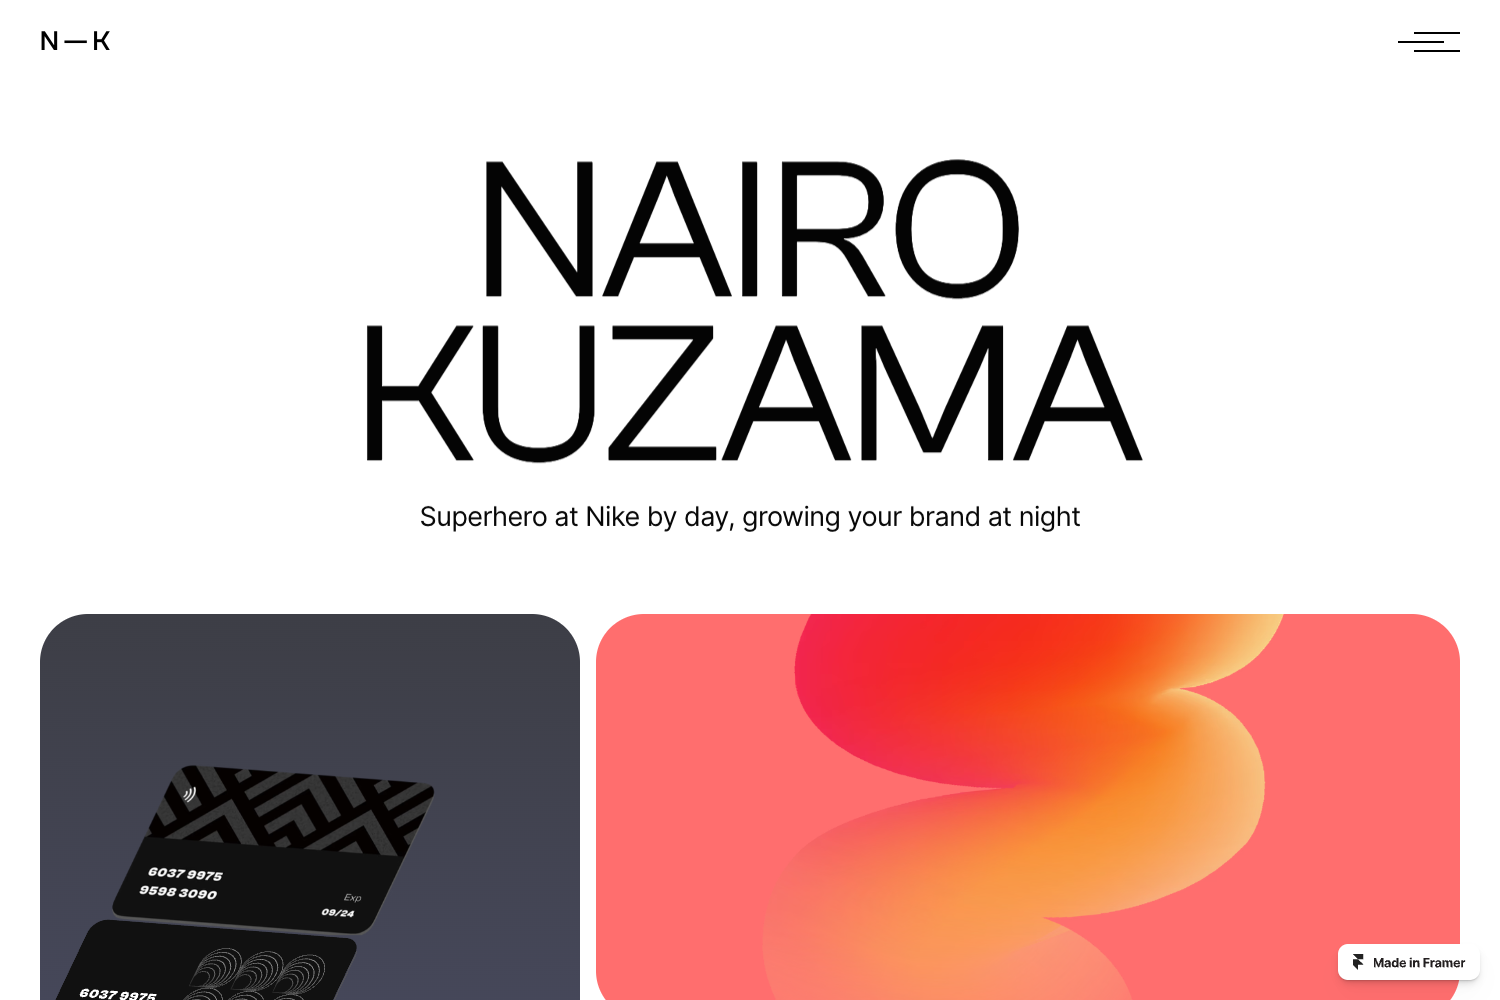 N—K
NAIRO
KUZAMA
Superhero at Nike by day, growing your brand at night
6037 9975
9598 3090
Exp
09/24
6037 9975
Made in Framer